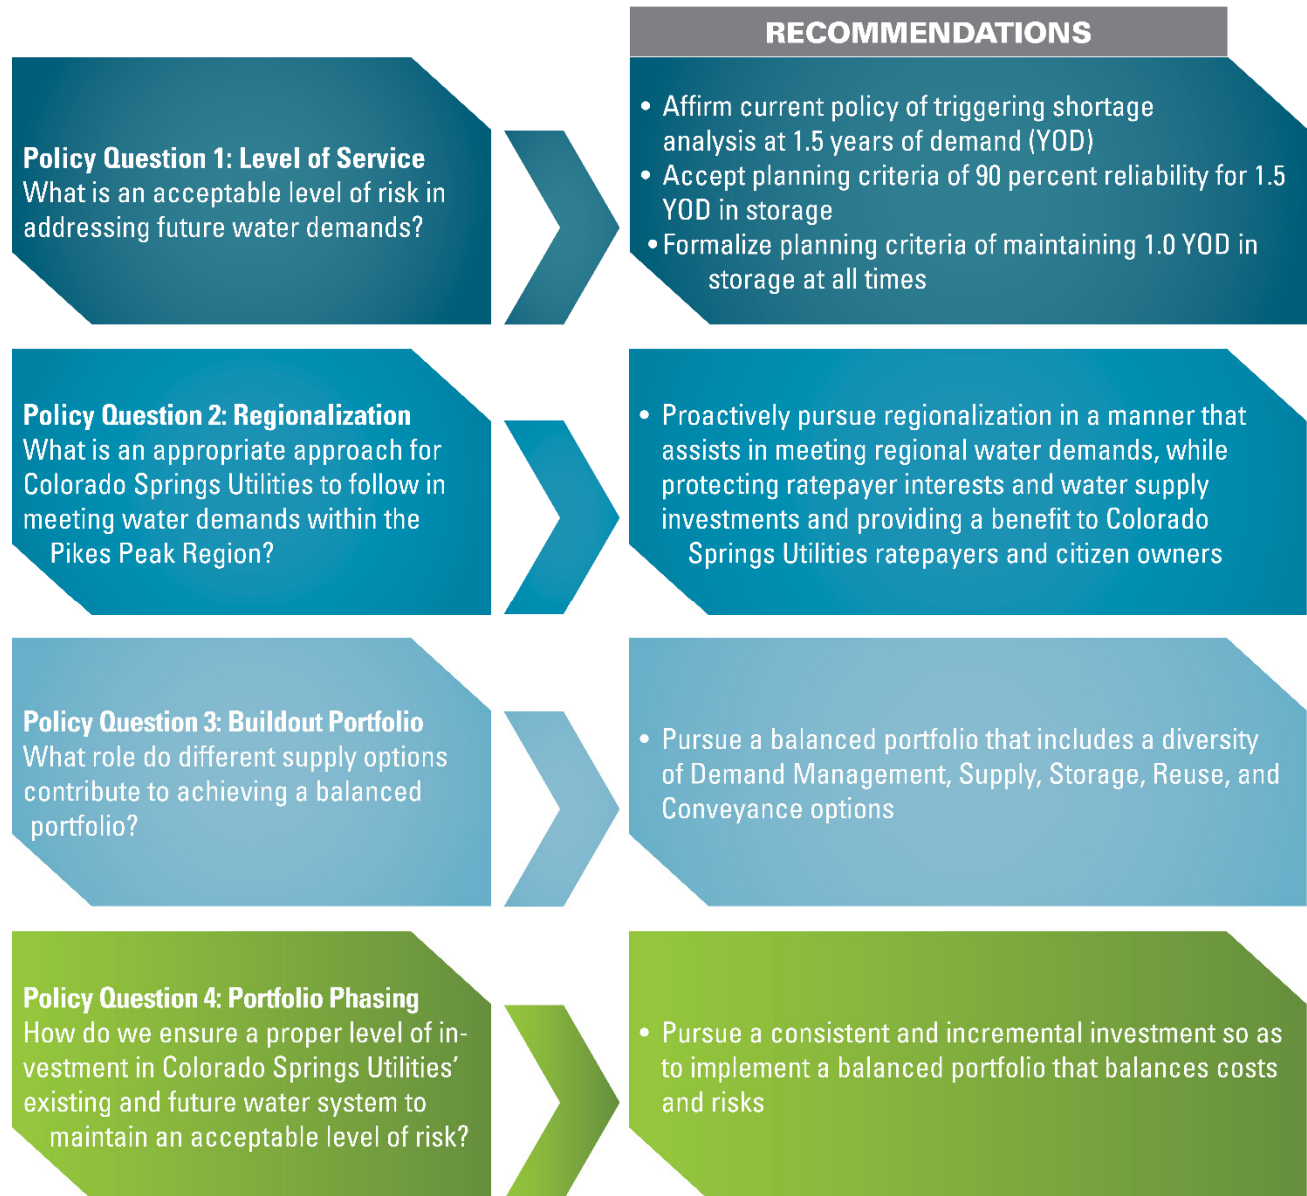 RECOMMENDATIONS
Policy Question 1: Level of Service
What is an acceptable level of risk in
addressing future water demands?
• Affirm current policy of triggering shortage
analysis at 1.5 years of demand (YOD)
• Accept planning criteria of 90 percent reliability for 1.5
YOD in storage
• Formalize planning criteria of maintaining 1.0 YOD in
storage at all times
Policy Question 2: Regionalization
What is an appropriate approach for
Colorado Springs Utilities to follow in
meeting water demands within the
Pikes Peak Region?
• Proactively pursue regionalization in a manner that
assists in meeting regional water demands, while
protecting ratepayer interests and water supply
investments and providing a benefit to Colorado
Springs Utilities ratepayers and citizen owners
Policy Question 3: Buildout Portfolio
What role do different supply options
contribute to achieving a balanced
portfolio?
• Pursue a balanced portfolio that includes a diversity
of Demand Management, Supply, Storage, Reuse, and
Conveyance options
Policy Question 4: Portfolio Phasing
How do we ensure a proper level of in-
vestment in Colorado Springs Utilities’
existing and future water system to
maintain an acceptable level of risk?
• Pursue a consistent and incremental investment so as
to implement a balanced portfolio that balances costs
and risks